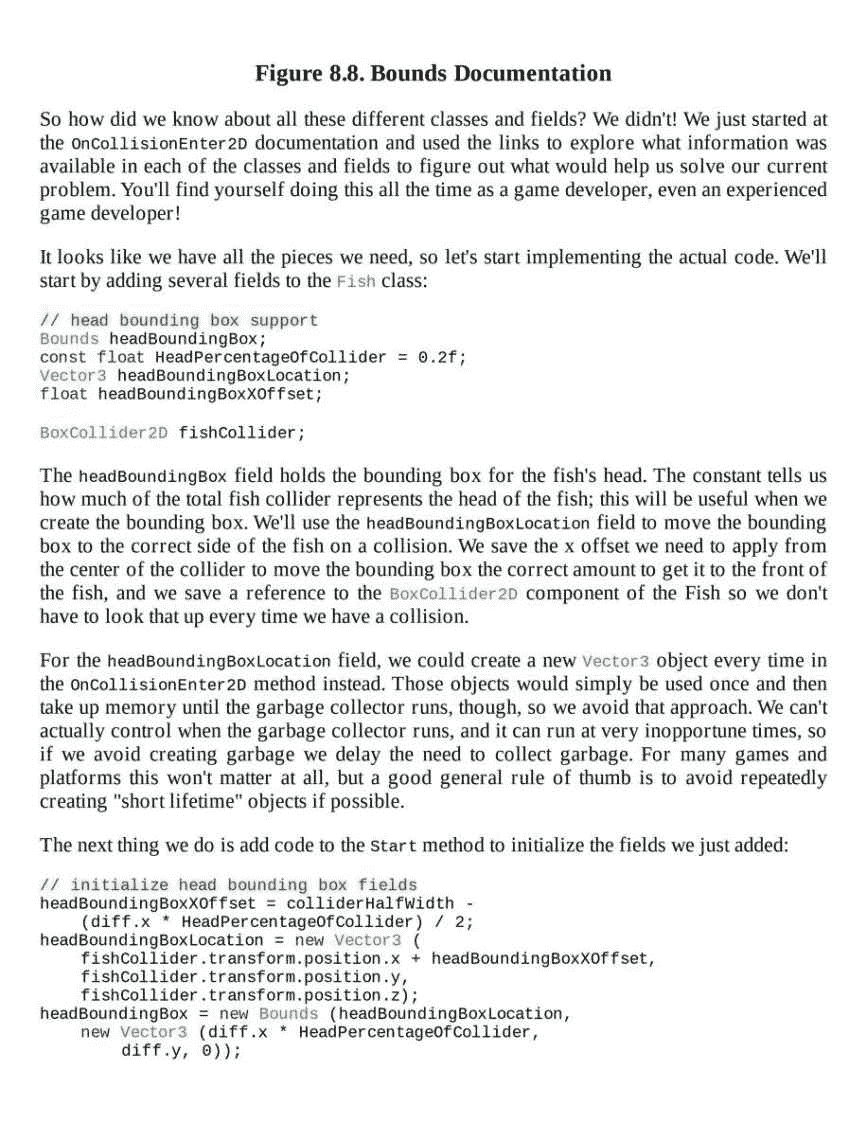 Figure 8.8. Bounds Documentation
So how did we know about all these different classes and fields? We didn't! We just started at
the OnCollisionEnter2D documentation and used the links to explore what information was
available in each of the classes and fields to figure out what would help us solve our current
problem. You'll find yourself doing this all the time as a game developer, even an experienced
game developer!
It looks like we have all the pieces we need, so let's start implementing the actual code. We'll
start by adding several fields to the Fish class:
// head bounding box support
Bounds headBoundingBox;
const float HeadPercentageOfCollider = 0.2f;
Vector3 headBoundingBoxLocation;
float headBoundingBoxXOffset;
BoxCollider2D fishCollider;
The headBoundingBox field holds the bounding box for the fish's head. The constant tells us
how much of the total fish collider represents the head of the fish; this will be useful when we
create the bounding box. We'll use the headBoundingBoxLocation field to move the bounding
box to the correct side of the fish on a collision. We save the x offset we need to apply from
the center of the collider to move the bounding box the correct amount to get it to the front of
the fish, and we save a reference to the BoxCollider2D component of the Fish so we don't
have to look that up every time we have a collision.
For the headBoundingBoxLocation field, we could create a new Vector3 object every time in
the OnCollisionEnter2D method instead. Those objects would simply be used once and then
take up memory until the garbage collector runs, though, so we avoid that approach. We can't
actually control when the garbage collector runs, and it can run at very inopportune times, so
if we avoid creating garbage we delay the need to collect garbage. For many games and
platforms this won't matter at all, but a good general rule of thumb is to avoid repeatedly
creating "short lifetime" objects if possible.
The next thing we do is add code to the Start method to initialize the fields we just added:
// initialize head bounding box fields
headBoundingBoxXOffset = colliderHalfWidth -
    (diff.x * HeadPercentageOfCollider) / 2;
headBoundingBoxLocation = new Vector3 (
    fishCollider.transform.position.x + headBoundingBoxXOffset,
    fishCollider.transform.position.y,
    fishCollider.transform.position.z);
headBoundingBox = new Bounds (headBoundingBoxLocation,
    new Vector3 (diff.x * HeadPercentageOfCollider,
        diff.y, 0));